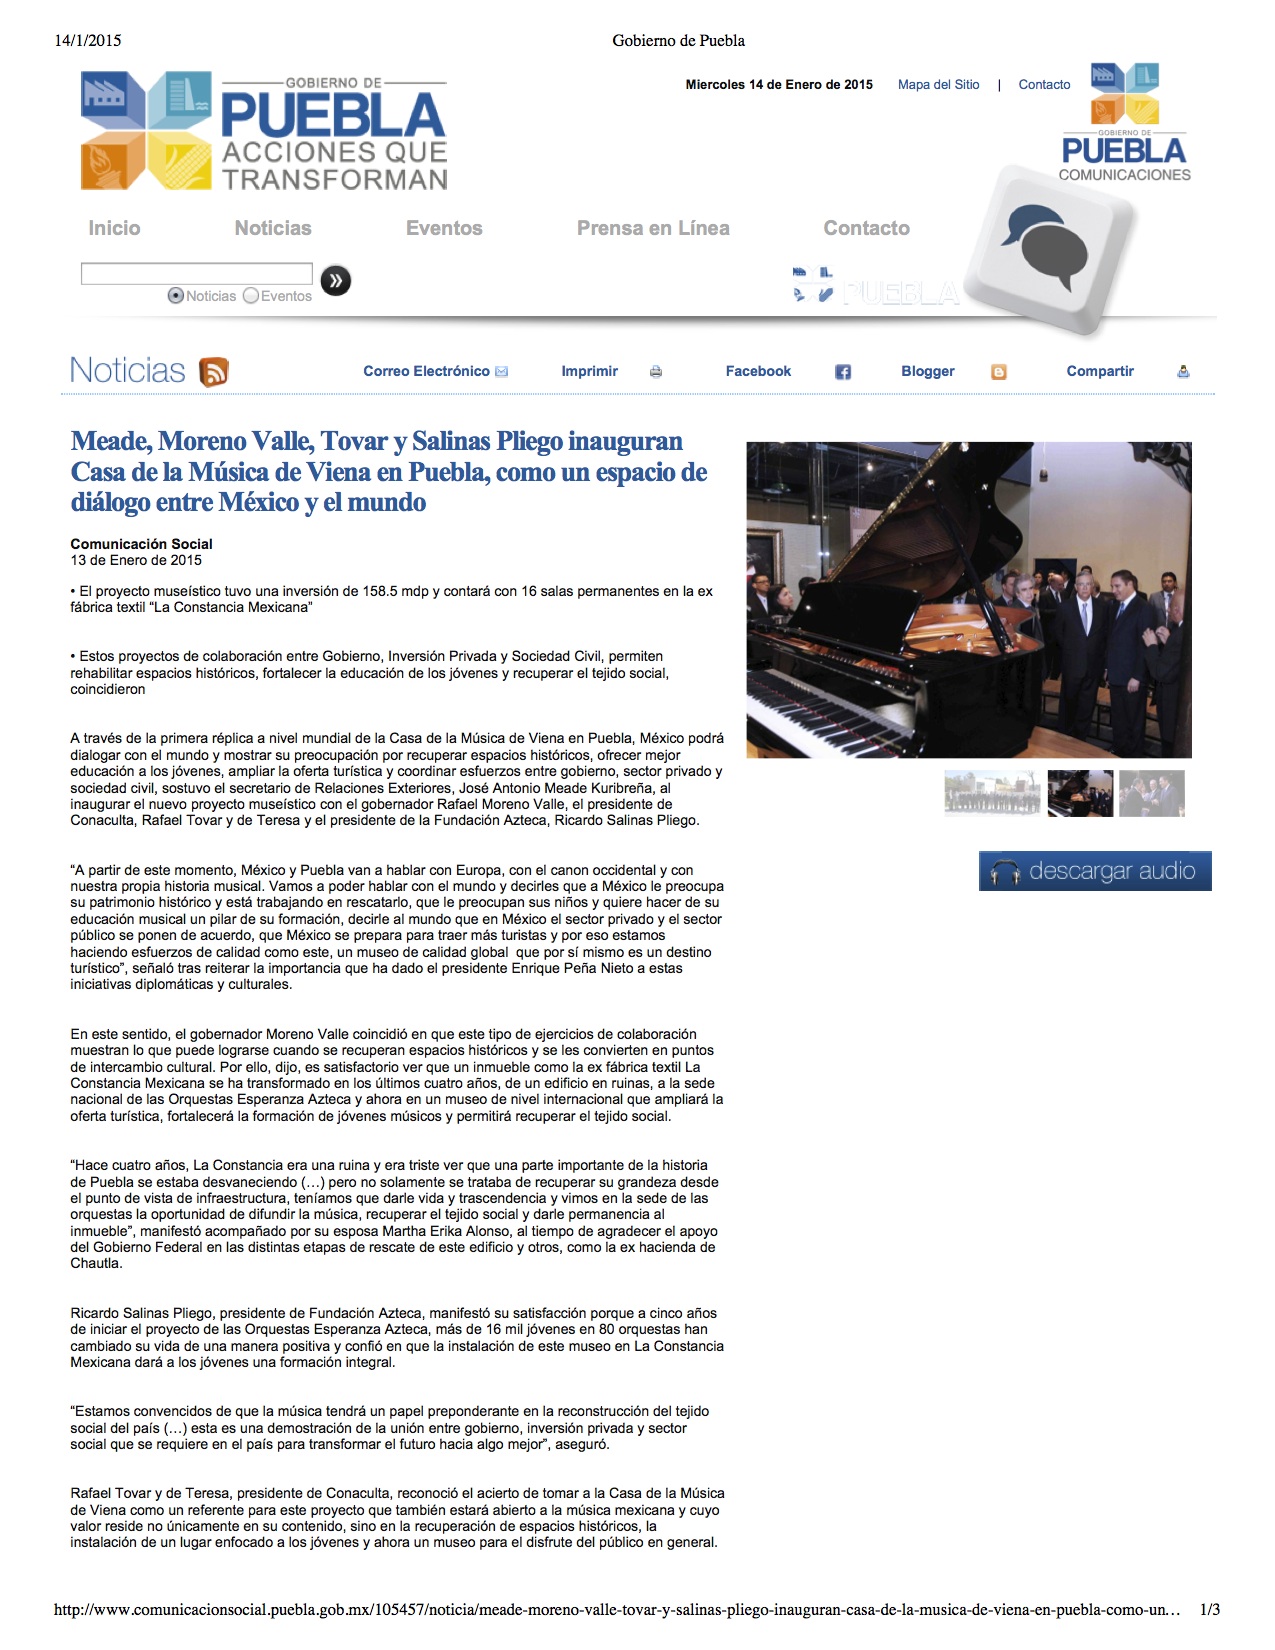 14/1/2015
Gobierno de Puebla
GOBIERNO DE
PUEBLA
ACCIONES QUE
TRANSFORMAN
Miercoles 14 de Enero de 2015 Mapa del Sitio | Contacto
GOBIERNO DE
PUEBLA
COMUNICACIONES
Inicio Noticias Eventos Prensa en Línea Contacto
Noticias Eventos
PUEBLA
Noticias
Correo Electrónico Imprimir Facebook Blogger Compartir
Meade, Moreno Valle, Tovar y Salinas Pliego inauguran
Casa de la Música de Viena en Puebla, como un espacio de
diálogo entre México y el mundo
Comunicación Social
13 de Enero de 2015
• El proyecto museístico tuvo una inversión de 158.5 mdp y contará con 16 salas permanentes en la ex
fábrica textil “La Constancia Mexicana”
• Estos proyectos de colaboración entre Gobierno, Inversión Privada y Sociedad Civil, permiten
rehabilitar espacios históricos, fortalecer la educación de los jóvenes y recuperar el tejido social,
coincidieron
A través de la primera réplica a nivel mundial de la Casa de la Música de Viena en Puebla, México podrá
dialogar con el mundo y mostrar su preocupación por recuperar espacios históricos, ofrecer mejor
educación a los jóvenes, ampliar la oferta turística y coordinar esfuerzos entre gobierno, sector privado y
sociedad civil, sostuvo el secretario de Relaciones Exteriores, José Antonio Meade Kuribreña, al
inaugurar el nuevo proyecto museístico con el gobernador Rafael Moreno Valle, el presidente de
Conaculta, Rafael Tovar y de Teresa y el presidente de la Fundación Azteca, Ricardo Salinas Pliego.
“A partir de este momento, México y Puebla van a hablar con Europa, con el canon occidental y con
nuestra propia historia musical. Vamos a poder hablar con el mundo y decirles que a México le preocupa
su patrimonio histórico y está trabajando en rescatarlo, que le preocupan sus niños y quiere hacer de su
educación musical un pilar de su formación, decirle al mundo que en México el sector privado y el sector
público se ponen de acuerdo, que México se prepara para traer más turistas y por eso estamos
haciendo esfuerzos de calidad como este, un museo de calidad global  que por sí mismo es un destino
turístico”, señaló tras reiterar la importancia que ha dado el presidente Enrique Peña Nieto a estas
iniciativas diplomáticas y culturales.
En este sentido, el gobernador Moreno Valle coincidió en que este tipo de ejercicios de colaboración
muestran lo que puede lograrse cuando se recuperan espacios históricos y se les convierten en puntos
de intercambio cultural. Por ello, dijo, es satisfactorio ver que un inmueble como la ex fábrica textil La
Constancia Mexicana se ha transformado en los últimos cuatro años, de un edificio en ruinas, a la sede
nacional de las Orquestas Esperanza Azteca y ahora en un museo de nivel internacional que ampliará la
oferta turística, fortalecerá la formación de jóvenes músicos y permitirá recuperar el tejido social.
“Hace cuatro años, La Constancia era una ruina y era triste ver que una parte importante de la historia
de Puebla se estaba desvaneciendo (…) pero no solamente se trataba de recuperar su grandeza desde
el punto de vista de infraestructura, teníamos que darle vida y trascendencia y vimos en la sede de las
orquestas la oportunidad de difundir la música, recuperar el tejido social y darle permanencia al
inmueble”, manifestó acompañado por su esposa Martha Erika Alonso, al tiempo de agradecer el apoyo
del Gobierno Federal en las distintas etapas de rescate de este edificio y otros, como la ex hacienda de
Chautla.
Ricardo Salinas Pliego, presidente de Fundación Azteca, manifestó su satisfacción porque a cinco años
de iniciar el proyecto de las Orquestas Esperanza Azteca, más de 16 mil jóvenes en 80 orquestas han
cambiado su vida de una manera positiva y confió en que la instalación de este museo en La Constancia
Mexicana dará a los jóvenes una formación integral.
“Estamos convencidos de que la música tendrá un papel preponderante en la reconstrucción del tejido
social del país (…) esta es una demostración de la unión entre gobierno, inversión privada y sector
social que se requiere en el país para transformar el futuro hacia algo mejor”, aseguró.
Rafael Tovar y de Teresa, presidente de Conaculta, reconoció el acierto de tomar a la Casa de la Música
de Viena como un referente para este proyecto que también estará abierto a la música mexicana y cuyo
valor reside no únicamente en su contenido, sino en la recuperación de espacios históricos, la
instalación de un lugar enfocado a los jóvenes y ahora un museo para el disfrute del público en general.
descargar audio
http://www.comunicacionsocial.puebla.gob.mx/105457/noticia/meade-moreno-valle-tovar-y-salinas-pliego-inauguran-casa-de-la-musica-de-viena-en-puebla-como-un… 1/3